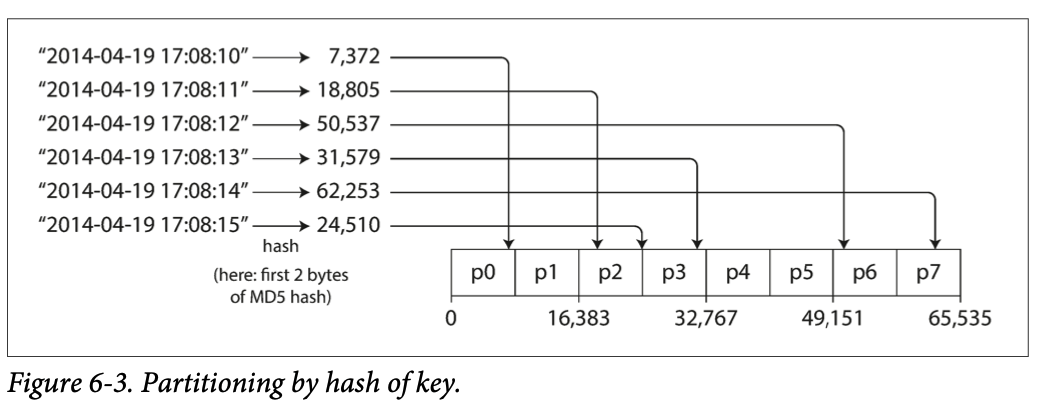 “2014-04-19 17:08:10” 7,372
“2014-04-19 17:08:11” 18,805
“2014-04-19 17:08:12” 50,537
“2014-04-19 17:08:13” 31,579
“2014-04-19 17:08:14” 62,253
“2014-04-19 17:08:15” 24,510
hash
(here: first 2 bytes
of MD5 hash)
p0 p1 p2 p3 p4 p5 p6 p7
0 16,383 32,767 49,151 65,535
Figure 6-3. Partitioning by hash of key.